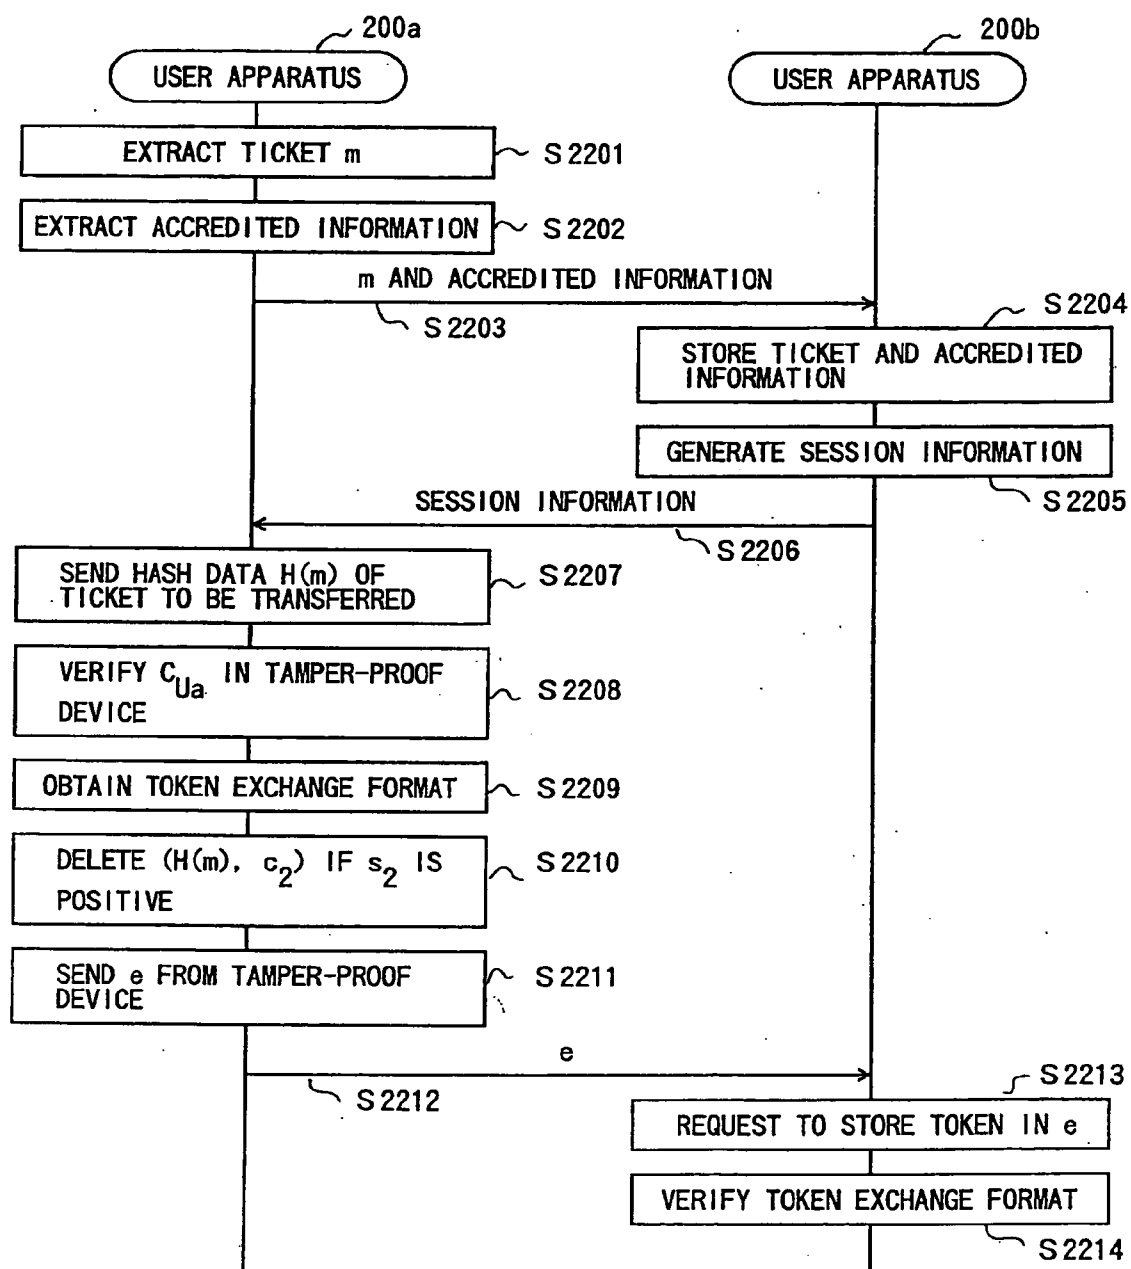 200a
200b
USER APPARATUS
USER APPARATUS
EXTRACT TICKET m
S2201
EXTRACT ACCREDITED INFORMATION
S2202
m AND ACCREDITED INFORMATION
S2203
S2204
STORE TICKET AND ACCREDITED
INFORMATION
GENERATE SESSION INFORMATION
S2205
SESSION INFORMATION
S2206
SEND HASH DATA H(m) OF
TICKET TO BE TRANSFERRED
S2207
VERIFY C_Ua IN TAMPER-PROOF
DEVICE
S2208
OBTAIN TOKEN EXCHANGE FORMAT
S2209
DELETE (H(m), c_2) IF s_2 IS
POSITIVE
S2210
SEND e FROM TAMPER-PROOF
DEVICE
S2211
e
S2212
S2213
REQUEST TO STORE TOKEN IN e
VERIFY TOKEN EXCHANGE FORMAT
S2214